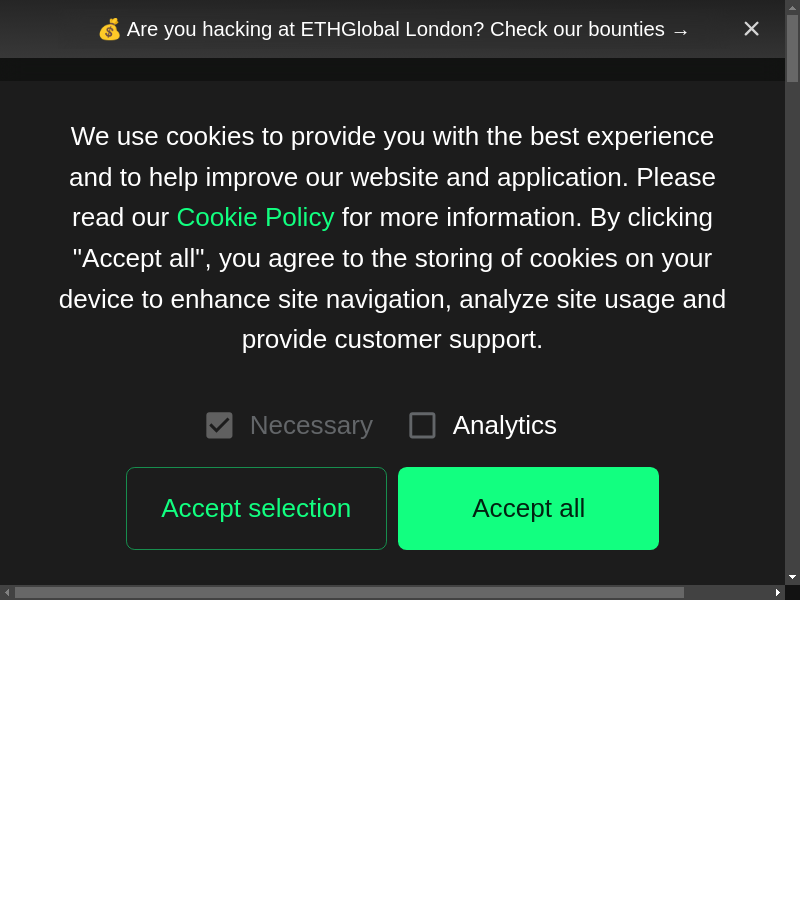 💰 Are you hacking at ETHGlobal London? Check our bounties →
We use cookies to provide you with the best experience
and to help improve our website and application. Please
read our Cookie Policy for more information. By clicking
"Accept all", you agree to the storing of cookies on your
device to enhance site navigation, analyze site usage and
provide customer support.
Necessary Analytics
Accept selection Accept all